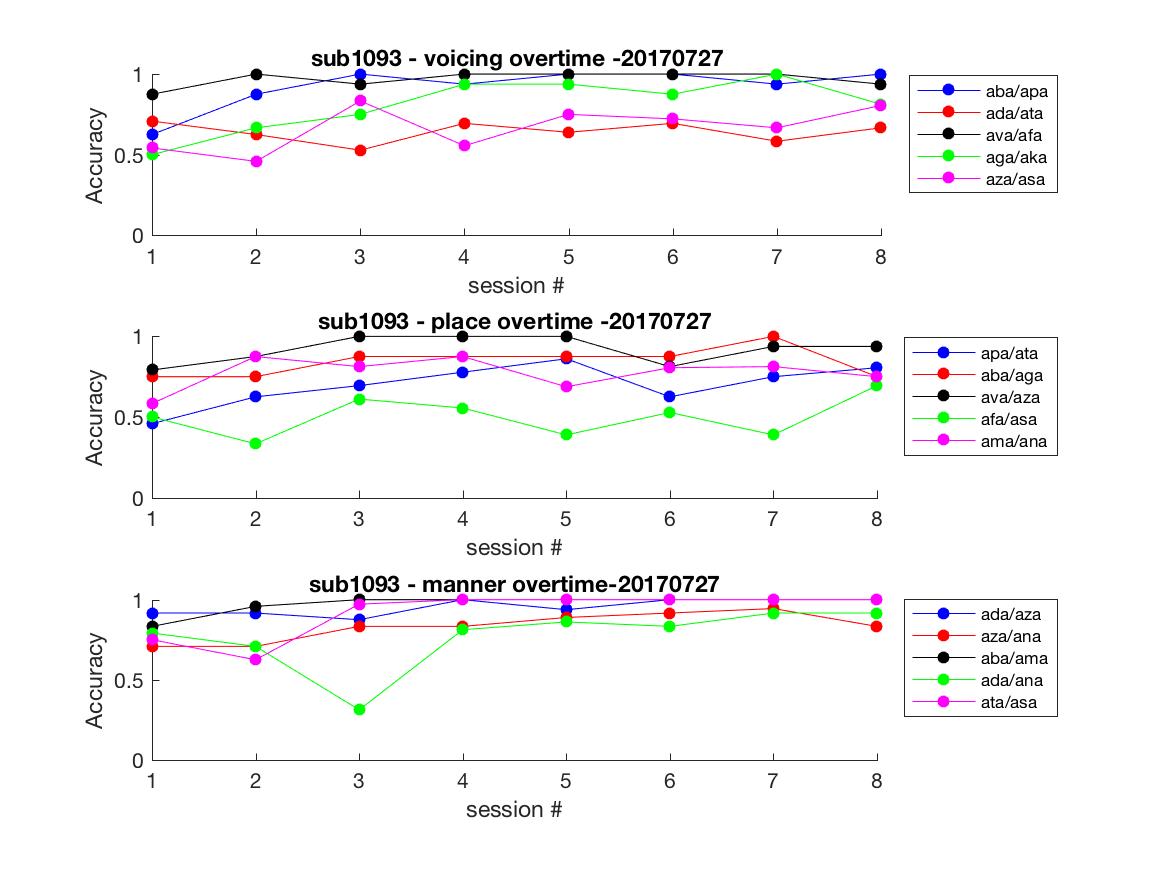 sub1093 - voicing overtime -20170727
1
0.5
0
Accuracy
1 2 3 4 5 6 7 8
session #
aba/apa
ada/ata
ava/afa
aga/aka
aza/asa
sub1093 - place overtime -20170727
1
0.5
0
Accuracy
1 2 3 4 5 6 7 8
session #
apa/ata
aba/aga
ava/aza
afa/asa
ama/ana
sub1093 - manner overtime-20170727
1
0.5
0
Accuracy
1 2 3 4 5 6 7 8
session #
ada/aza
aza/ana
aba/ama
ada/ana
ata/asa